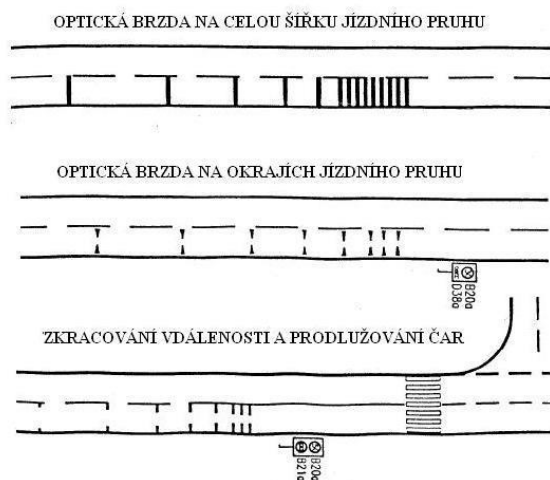 OPTICKÁ BRZDA NA CELOU ŠÍŘKU JÍZDNÍHO PRUHU
OPTICKÁ BRZDA NA OKRAJÍCH JÍZDNÍHO PRUHU
B20a
D38a
ZKRACOVÁNÍ VDÁLENOSTI A PRODLUŽOVÁNÍ ČAR
B20a
B21a